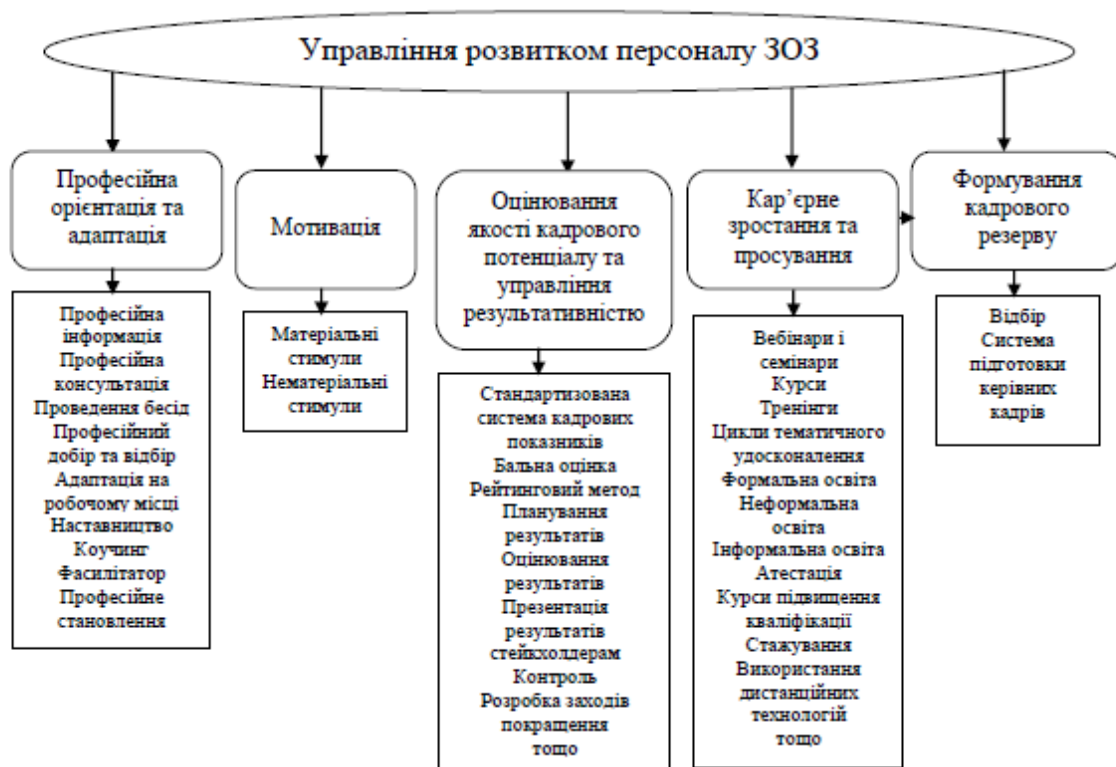 Управління розвитком персоналу ЗОЗ
Професійна
орієнтація та
адаптація
Мотивація
Оцінювання
якості кадрового
потенціалу та
управління
результативністю
Кар’єрне
зростання та
просування
Формування
кадрового
резерву
Професійна
інформація
Професійна
консультація
Проведення бесід
Професійний
добір та відбір
Адаптація на
робочому місці
Наставництво
Коучинг
Фасилітатор
Професійне
становлення
Матеріальні
стимули
Нематеріальні
стимули
Стандартизована
система кадрових
показників
Бальна оцінка
Рейтинговий метод
Планування
результатів
Оцінювання
результатів
Презентація
результатів
стейкхолдерам
Контроль
Розробка заходів
покращення
тощо
Вебінари і
семінари
Курси
Тренінги
Цикли тематичного
удосконалення
Формальна освіта
Неформальна
освіта
Інформальна освіта
Атестація
Курси підвищення
кваліфікації
Стажування
Використання
дистанційних
технологій
тощо
Відбір
Система
підготовки
керівних
кадрів